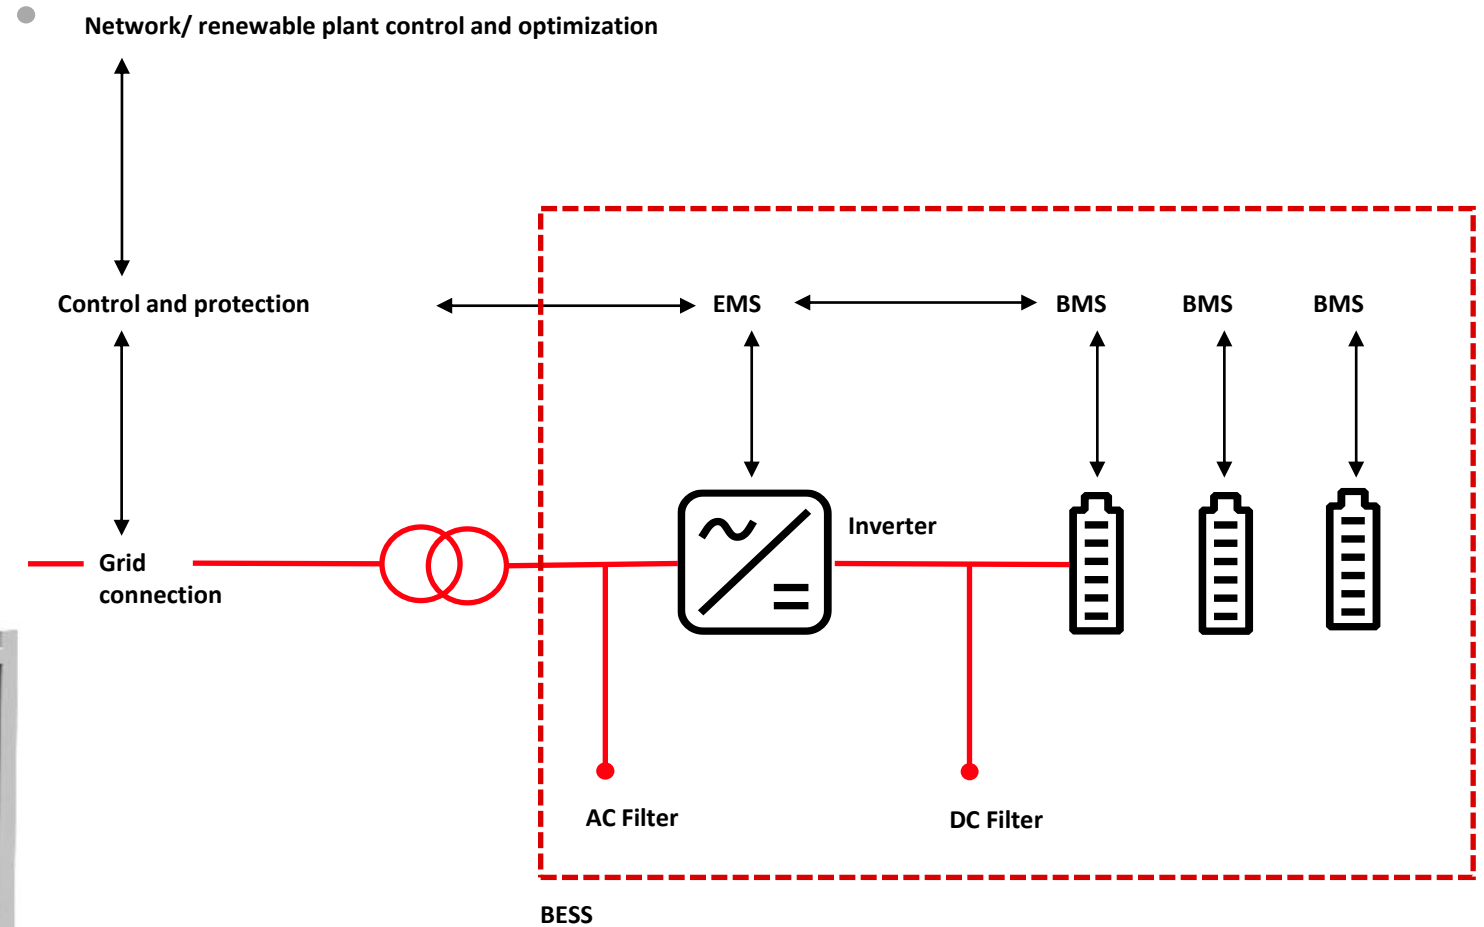 Network/ renewable plant control and optimization
Control and protection
EMS
BMS
BMS
BMS
Inverter
Grid
connection
AC Filter
DC Filter
BESS